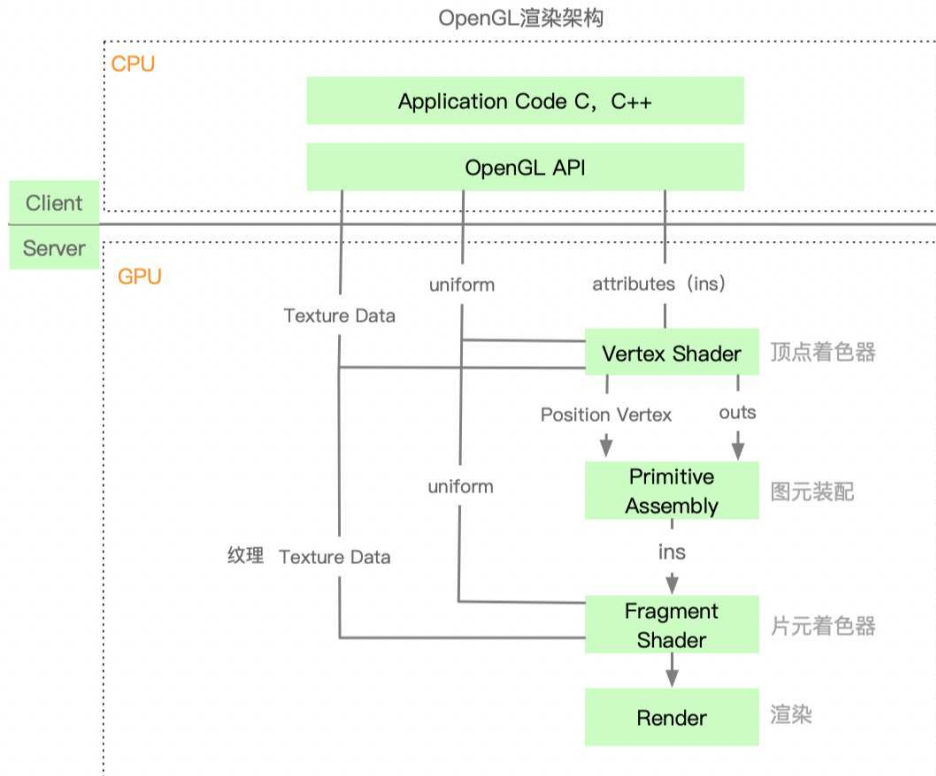 OpenGL渲染架构
CPU
Application Code C，C++
OpenGL API
Client
Server
GPU
uniform
attributes（ins）
Texture Data
Vertex Shader
顶点着色器
Position Vertex
outs
Primitive
Assembly
图元装配
uniform
纹理 Texture Data
ins
Fragment
Shader
片元着色器
Render
渲染